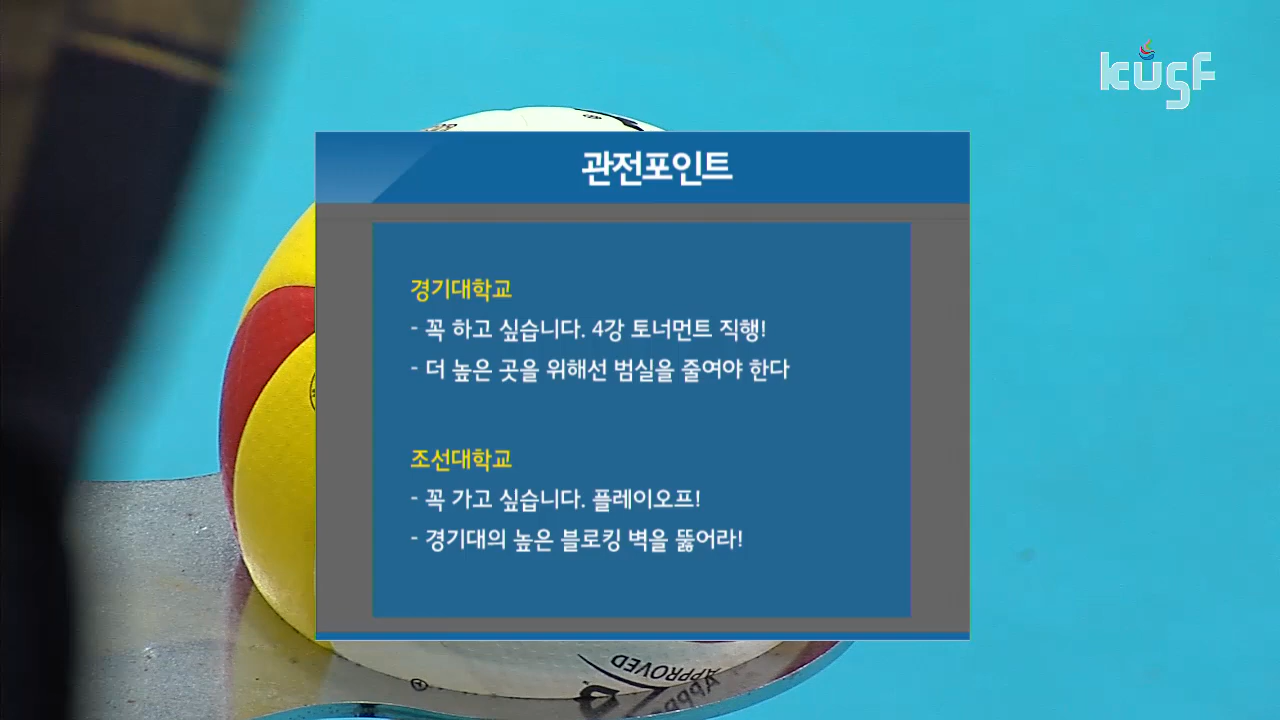 kusf
관전포인트
경기대학교
- 꼭 하고 싶습니다. 4강 토너먼트 직행!
- 더 높은 곳을 위해선 범실을 줄여야 한다
조선대학교
- 꼭 가고 싶습니다. 플레이오프!
- 경기대의 높은 블로킹 벽을 뚫어라!
APPROVED